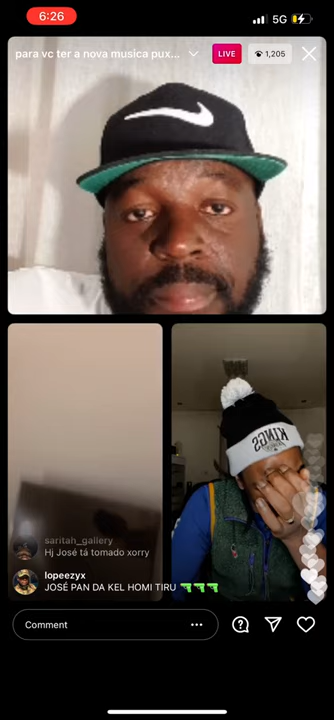 6:26
5G
para vc ter a nova musica pux...
LIVE
1,205
KINGS
saritah_gallery
Hj José tá tomado xorry
lopeezyx
JOSÉ PAN DA KEL HOMI TIRU 🔫🔫🔫
Comment